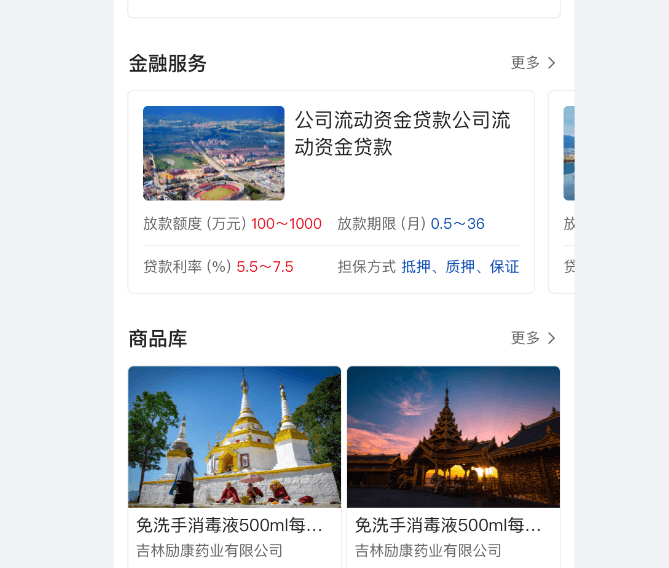 金融服务
更多
公司流动资金贷款公司流
动资金贷款
放款额度 (万元) 100～1000
放款期限 (月) 0.5～36
放
贷款利率 (%) 5.5～7.5
担保方式 抵押、质押、保证
贷
商品库
更多
免洗手消毒液500ml每...
免洗手消毒液500ml每...
吉林励康药业有限公司
吉林励康药业有限公司